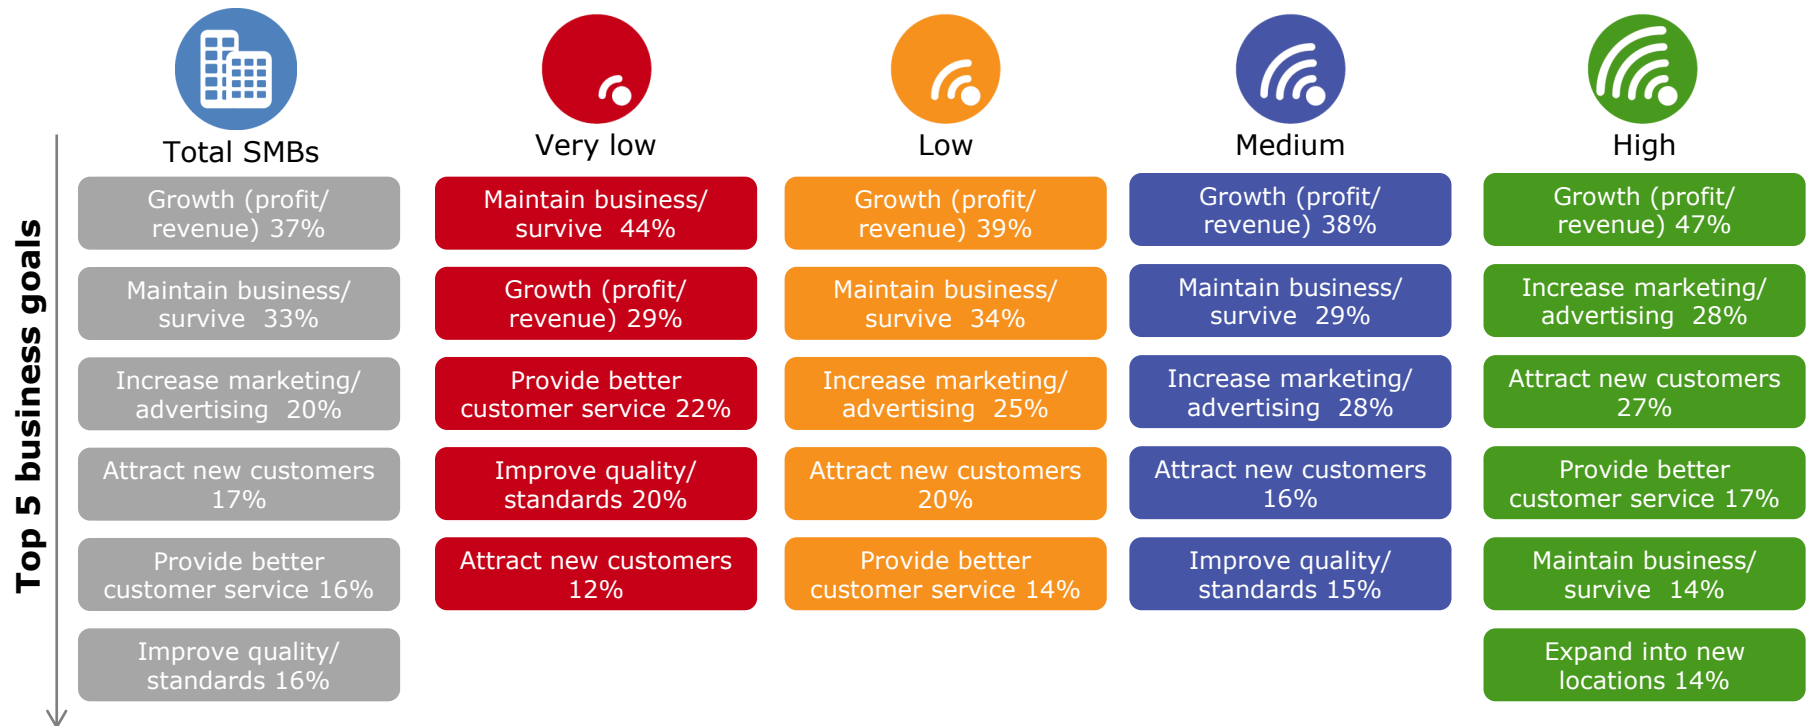 Top 5 business goals
Total SMBs
Growth (profit/
revenue) 37%
Maintain business/
survive 33%
Increase marketing/
advertising 20%
Attract new customers
17%
Provide better
customer service 16%
Improve quality/
standards 16%
Very low
Maintain business/
survive 44%
Growth (profit/
revenue) 29%
Provide better
customer service 22%
Improve quality/
standards 20%
Attract new customers
12%
Low
Growth (profit/
revenue) 39%
Maintain business/
survive 34%
Increase marketing/
advertising 25%
Attract new customers
20%
Provide better
customer service 14%
Medium
Growth (profit/
revenue) 38%
Maintain business/
survive 29%
Increase marketing/
advertising 28%
Attract new customers
16%
Improve quality/
standards 15%
High
Growth (profit/
revenue) 47%
Increase marketing/
advertising 28%
Attract new customers
27%
Provide better
customer service 17%
Maintain business/
survive 14%
Expand into new
locations 14%